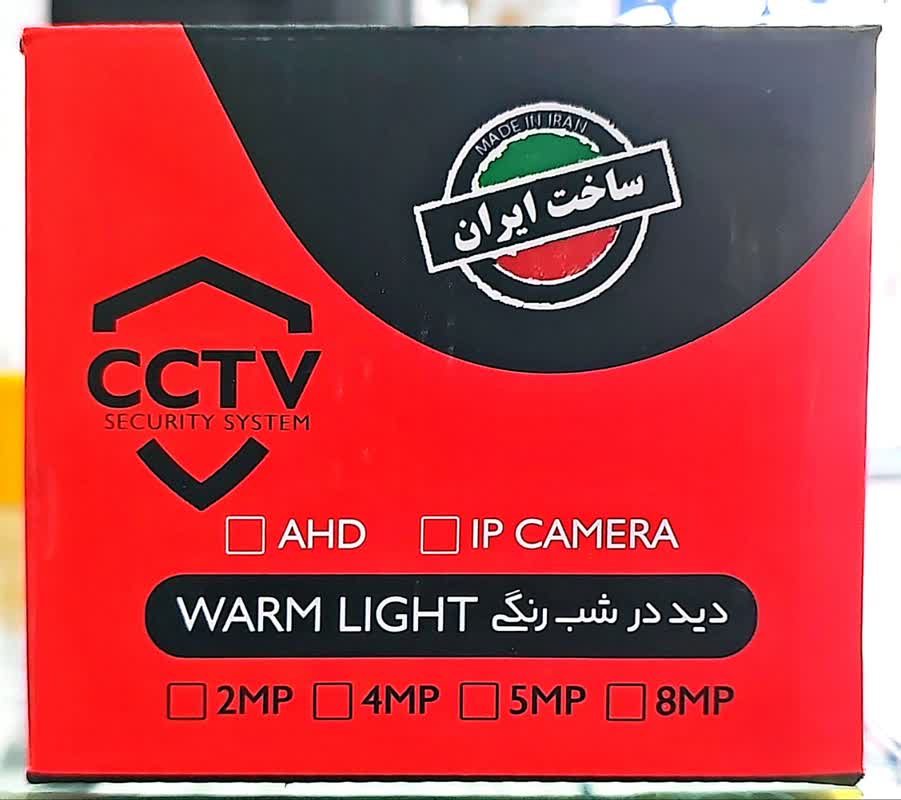 MADE IN IRAN
ساخت ایران
CCTV
SECURITY SYSTEM
AHD IP CAMERA
WARM LIGHT دید در شب رنگی
2MP 4MP 5MP 8MP